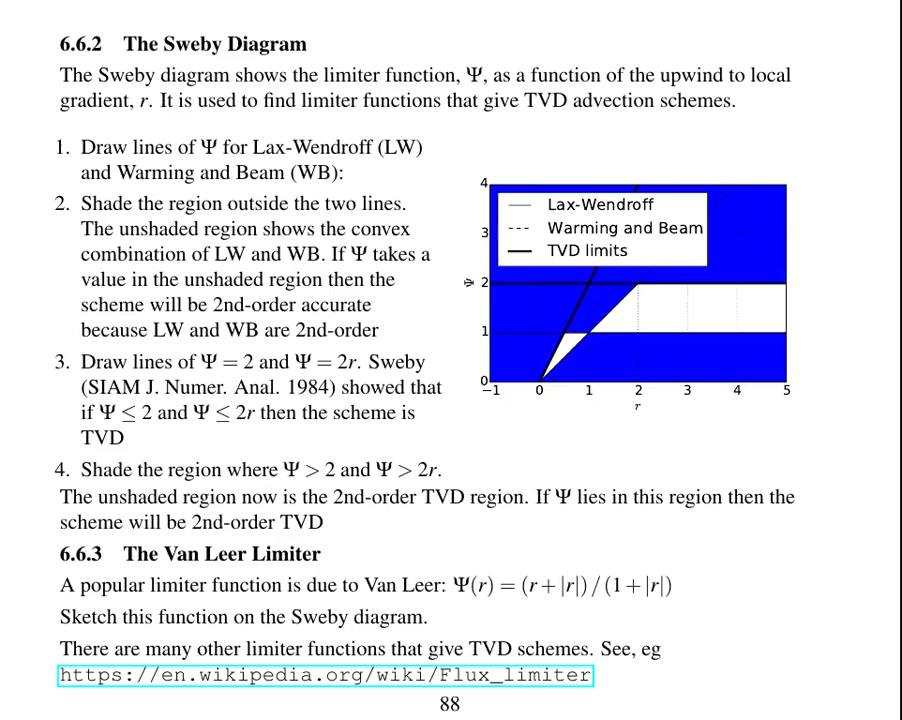 6.6.2 The Sweby Diagram
The Sweby diagram shows the limiter function, Ψ, as a function of the upwind to local
gradient, r. It is used to find limiter functions that give TVD advection schemes.
1. Draw lines of Ψ for Lax-Wendroff (LW)
and Warming and Beam (WB):
2. Shade the region outside the two lines.
The unshaded region shows the convex
combination of LW and WB. If Ψ takes a
value in the unshaded region then the
scheme will be 2nd-order accurate
because LW and WB are 2nd-order
3. Draw lines of Ψ = 2 and Ψ = 2r. Sweby
(SIAM J. Numer. Anal. 1984) showed that
if Ψ ≤ 2 and Ψ ≤ 2r then the scheme is
TVD
4. Shade the region where Ψ > 2 and Ψ > 2r.
4
3
2
1
0
Ψ
Lax-Wendroff
Warming and Beam
TVD limits
−1 0 1 2 3 4 5
r
The unshaded region now is the 2nd-order TVD region. If Ψ lies in this region then the
scheme will be 2nd-order TVD
6.6.3 The Van Leer Limiter
A popular limiter function is due to Van Leer: Ψ(r) = (r + |r|) / (1 + |r|)
Sketch this function on the Sweby diagram.
There are many other limiter functions that give TVD schemes. See, eg
https://en.wikipedia.org/wiki/Flux_limiter
88